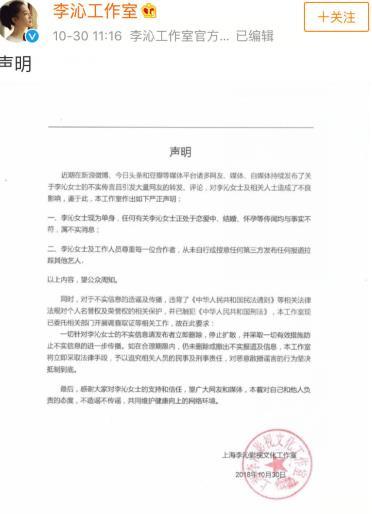 李沁工作室
10-30 11:16 李沁工作室官方... 已编辑
+关注
声明
声明
近期在新浪微博、今日头条和豆瓣等媒体平台诸多网友、媒体、自媒体持续发布了关
于李沁女士的不实传言且引发大量网友的转发、评论，对李沁女士及相关人士造成了不良
影响，鉴于此，本工作室作出如下严正声明：
一、李沁女士现为单身，任何有关李沁女士正处于恋爱中、结婚、怀孕等传闻均与事实不
符，属不实消息；
二、李沁女士及工作人员尊重每一位合作者，从未自行或授意任何第三方发布任何报道拉
踩其他艺人。
以上内容，望公众周知。
同时，对于不实信息的造谣及传播，违背了《中华人民共和国民法通则》等相关法律
法规对个人名誉权及荣誉权的相关保护，并已触犯《中华人民共和国刑法》，本工作室现
已委托相关部门开展调查取证等相关工作，故在此要求：
一切针对李沁女士的不实信息请发布者立即删除，停止扩散，并采取一切有效措施防
止不实信息的进一步传播。如在合理期限内，仍未删除或撤出不实报道及信息，本工作室
将立即采取法律手段，予以追究相关人员的民事及刑事责任，对恶意散播谣言的行为坚决
抵制到底。
最后，感谢大家对李沁女士的支持和信任，望广大网友和媒体，本着对自己和他人负
责的态度，不造谣不传谣，共同维护健康向上的网络环境。
上海李沁影视文化工作室
2018年10月30日